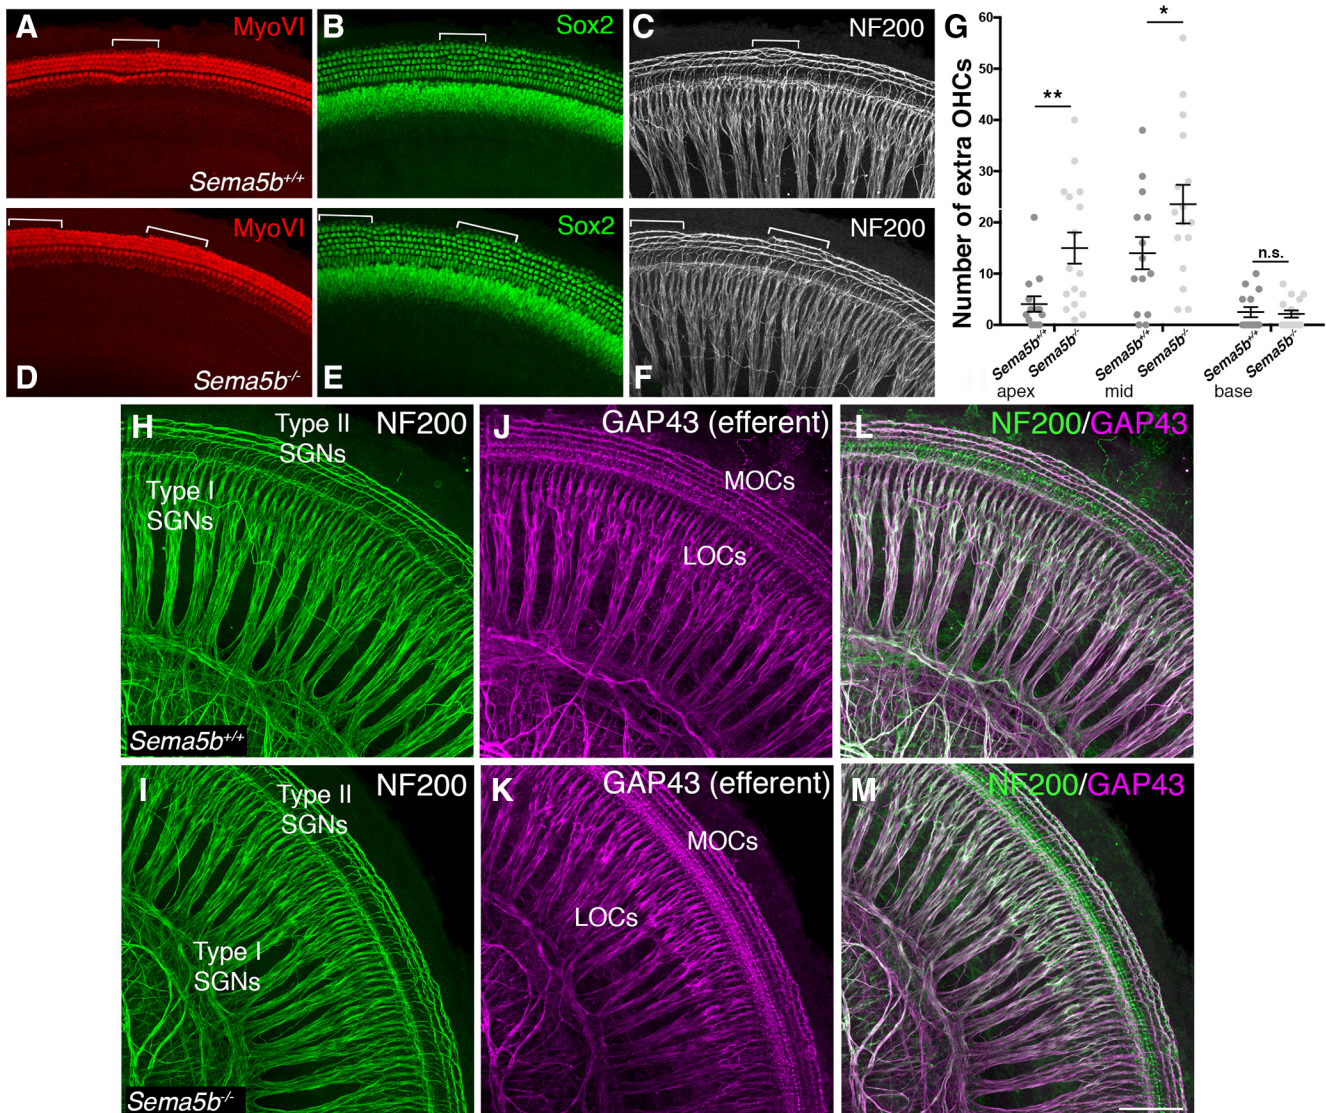 A
MyoVI
Sema5b+/+
B
Sox2
C
NF200
D
MyoVI
Sema5b-/-
E
Sox2
F
NF200
G
Number of extra OHCs
60
50
40
30
20
10
0
**
*
n.s.
Sema5b+/+
Sema5b-/-
Sema5b+/+
Sema5b-/-
Sema5b+/+
Sema5b-/-
apex
mid
base
H
NF200
Type II
SGNs
Type I
SGNs
Sema5b+/+
J
GAP43 (efferent)
MOCs
LOCs
L
NF200/GAP43
I
NF200
Type II
SGNs
Type I
SGNs
Sema5b-/-
K
GAP43 (efferent)
MOCs
LOCs
M
NF200/GAP43